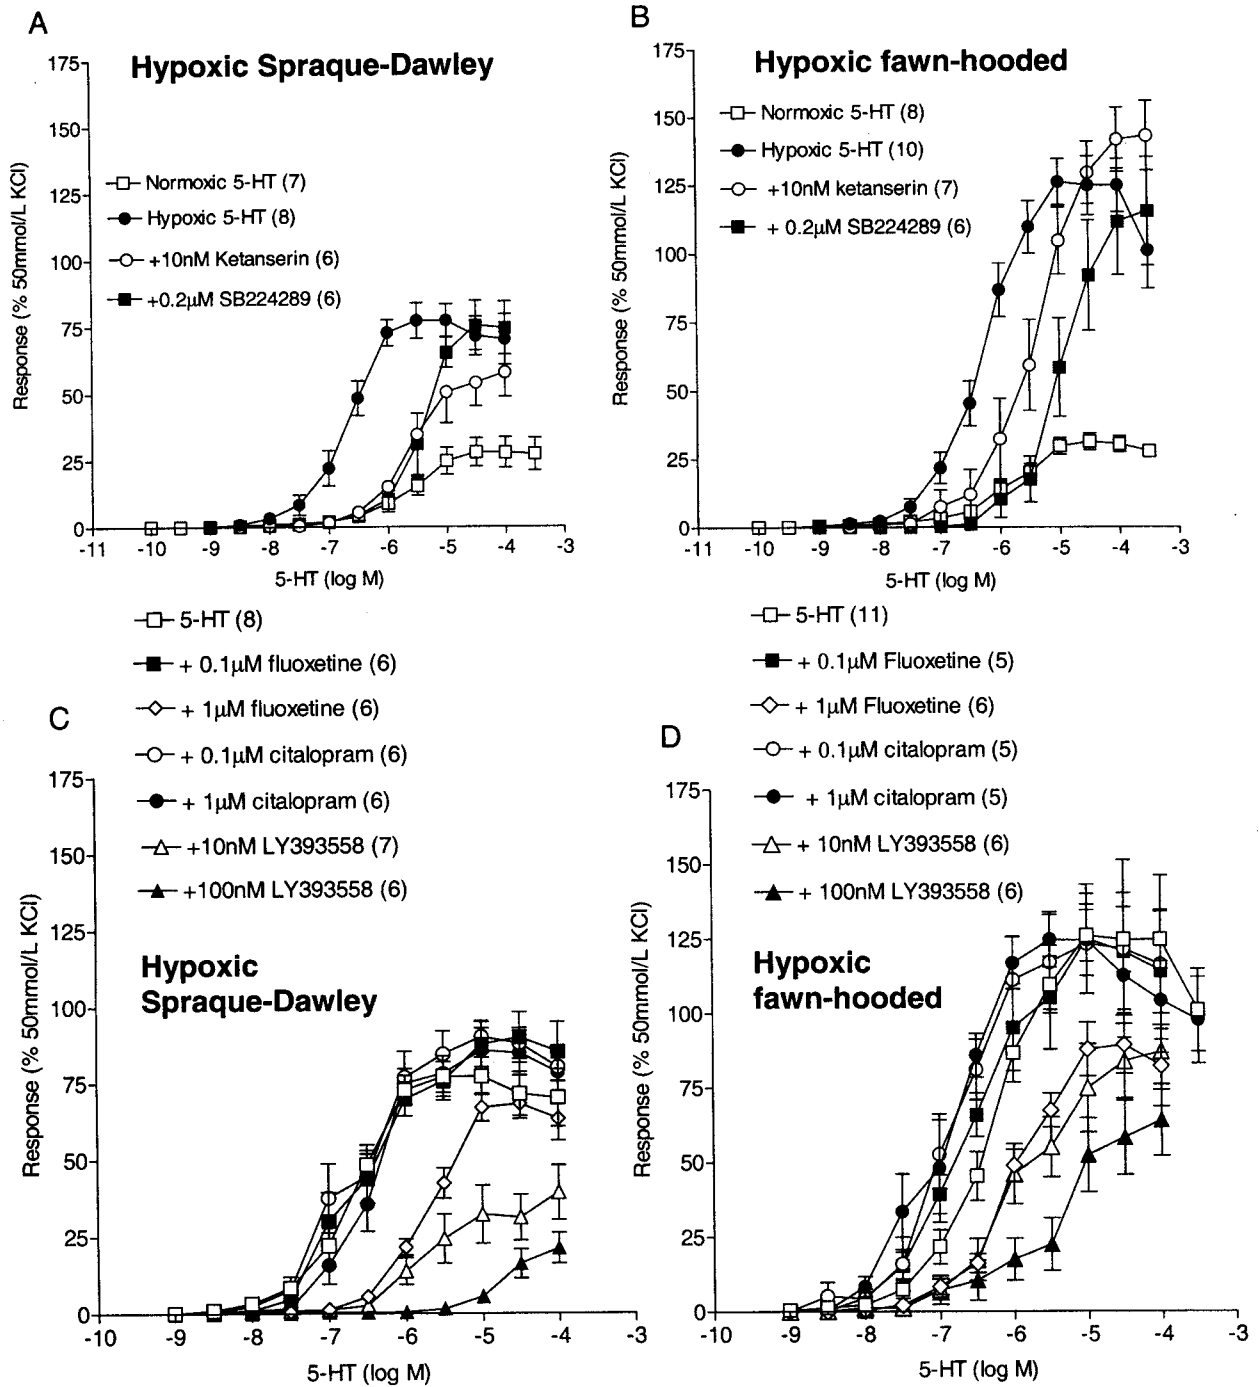 A
Hypoxic Spraque-Dawley
175
150
125
100
75
50
25
0
Response (% 50mmol/L KCl)
Normoxic 5-HT (7)
Hypoxic 5-HT (8)
+10nM Ketanserin (6)
+0.2µM SB224289 (6)
-11 -10 -9 -8 -7 -6 -5 -4 -3
5-HT (log M)
B
Hypoxic fawn-hooded
175
150
125
100
75
50
25
0
Response (% 50mmol/L KCl)
Normoxic 5-HT (8)
Hypoxic 5-HT (10)
+10nM ketanserin (7)
+ 0.2µM SB224289 (6)
-11 -10 -9 -8 -7 -6 -5 -4 -3
5-HT (log M)
C
5-HT (8)
+ 0.1µM fluoxetine (6)
+ 1µM fluoxetine (6)
+ 0.1µM citalopram (6)
+ 1µM citalopram (6)
+10nM LY393558 (7)
+100nM LY393558 (6)
Hypoxic
Spraque-Dawley
175
150
125
100
75
50
25
0
Response (% 50mmol/L KCl)
-10 -9 -8 -7 -6 -5 -4 -3
5-HT (log M)
D
5-HT (11)
+ 0.1µM Fluoxetine (5)
+ 1µM Fluoxetine (6)
+ 0.1µM citalopram (5)
+ 1µM citalopram (5)
+ 10nM LY393558 (6)
+ 100nM LY393558 (6)
Hypoxic
fawn-hooded
175
150
125
100
75
50
25
0
Response (% 50mmol/L KCl)
-10 -9 -8 -7 -6 -5 -4 -3
5-HT (log M)